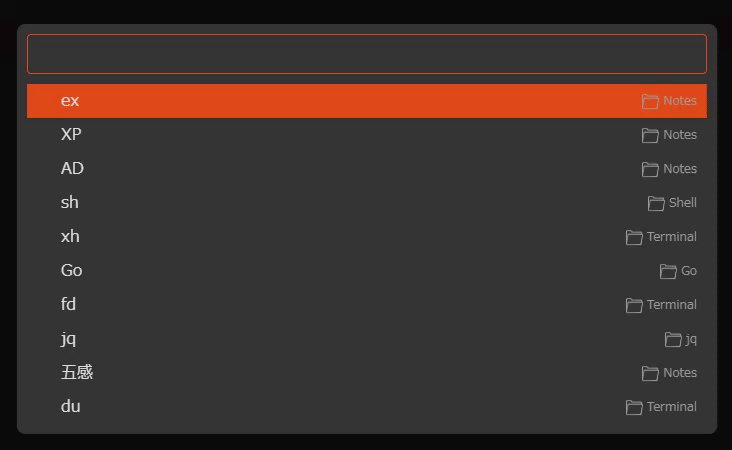 ex Notes
XP Notes
AD Notes
sh Shell
xh Terminal
Go Go
fd Terminal
jq jq
五感 Notes
du Terminal